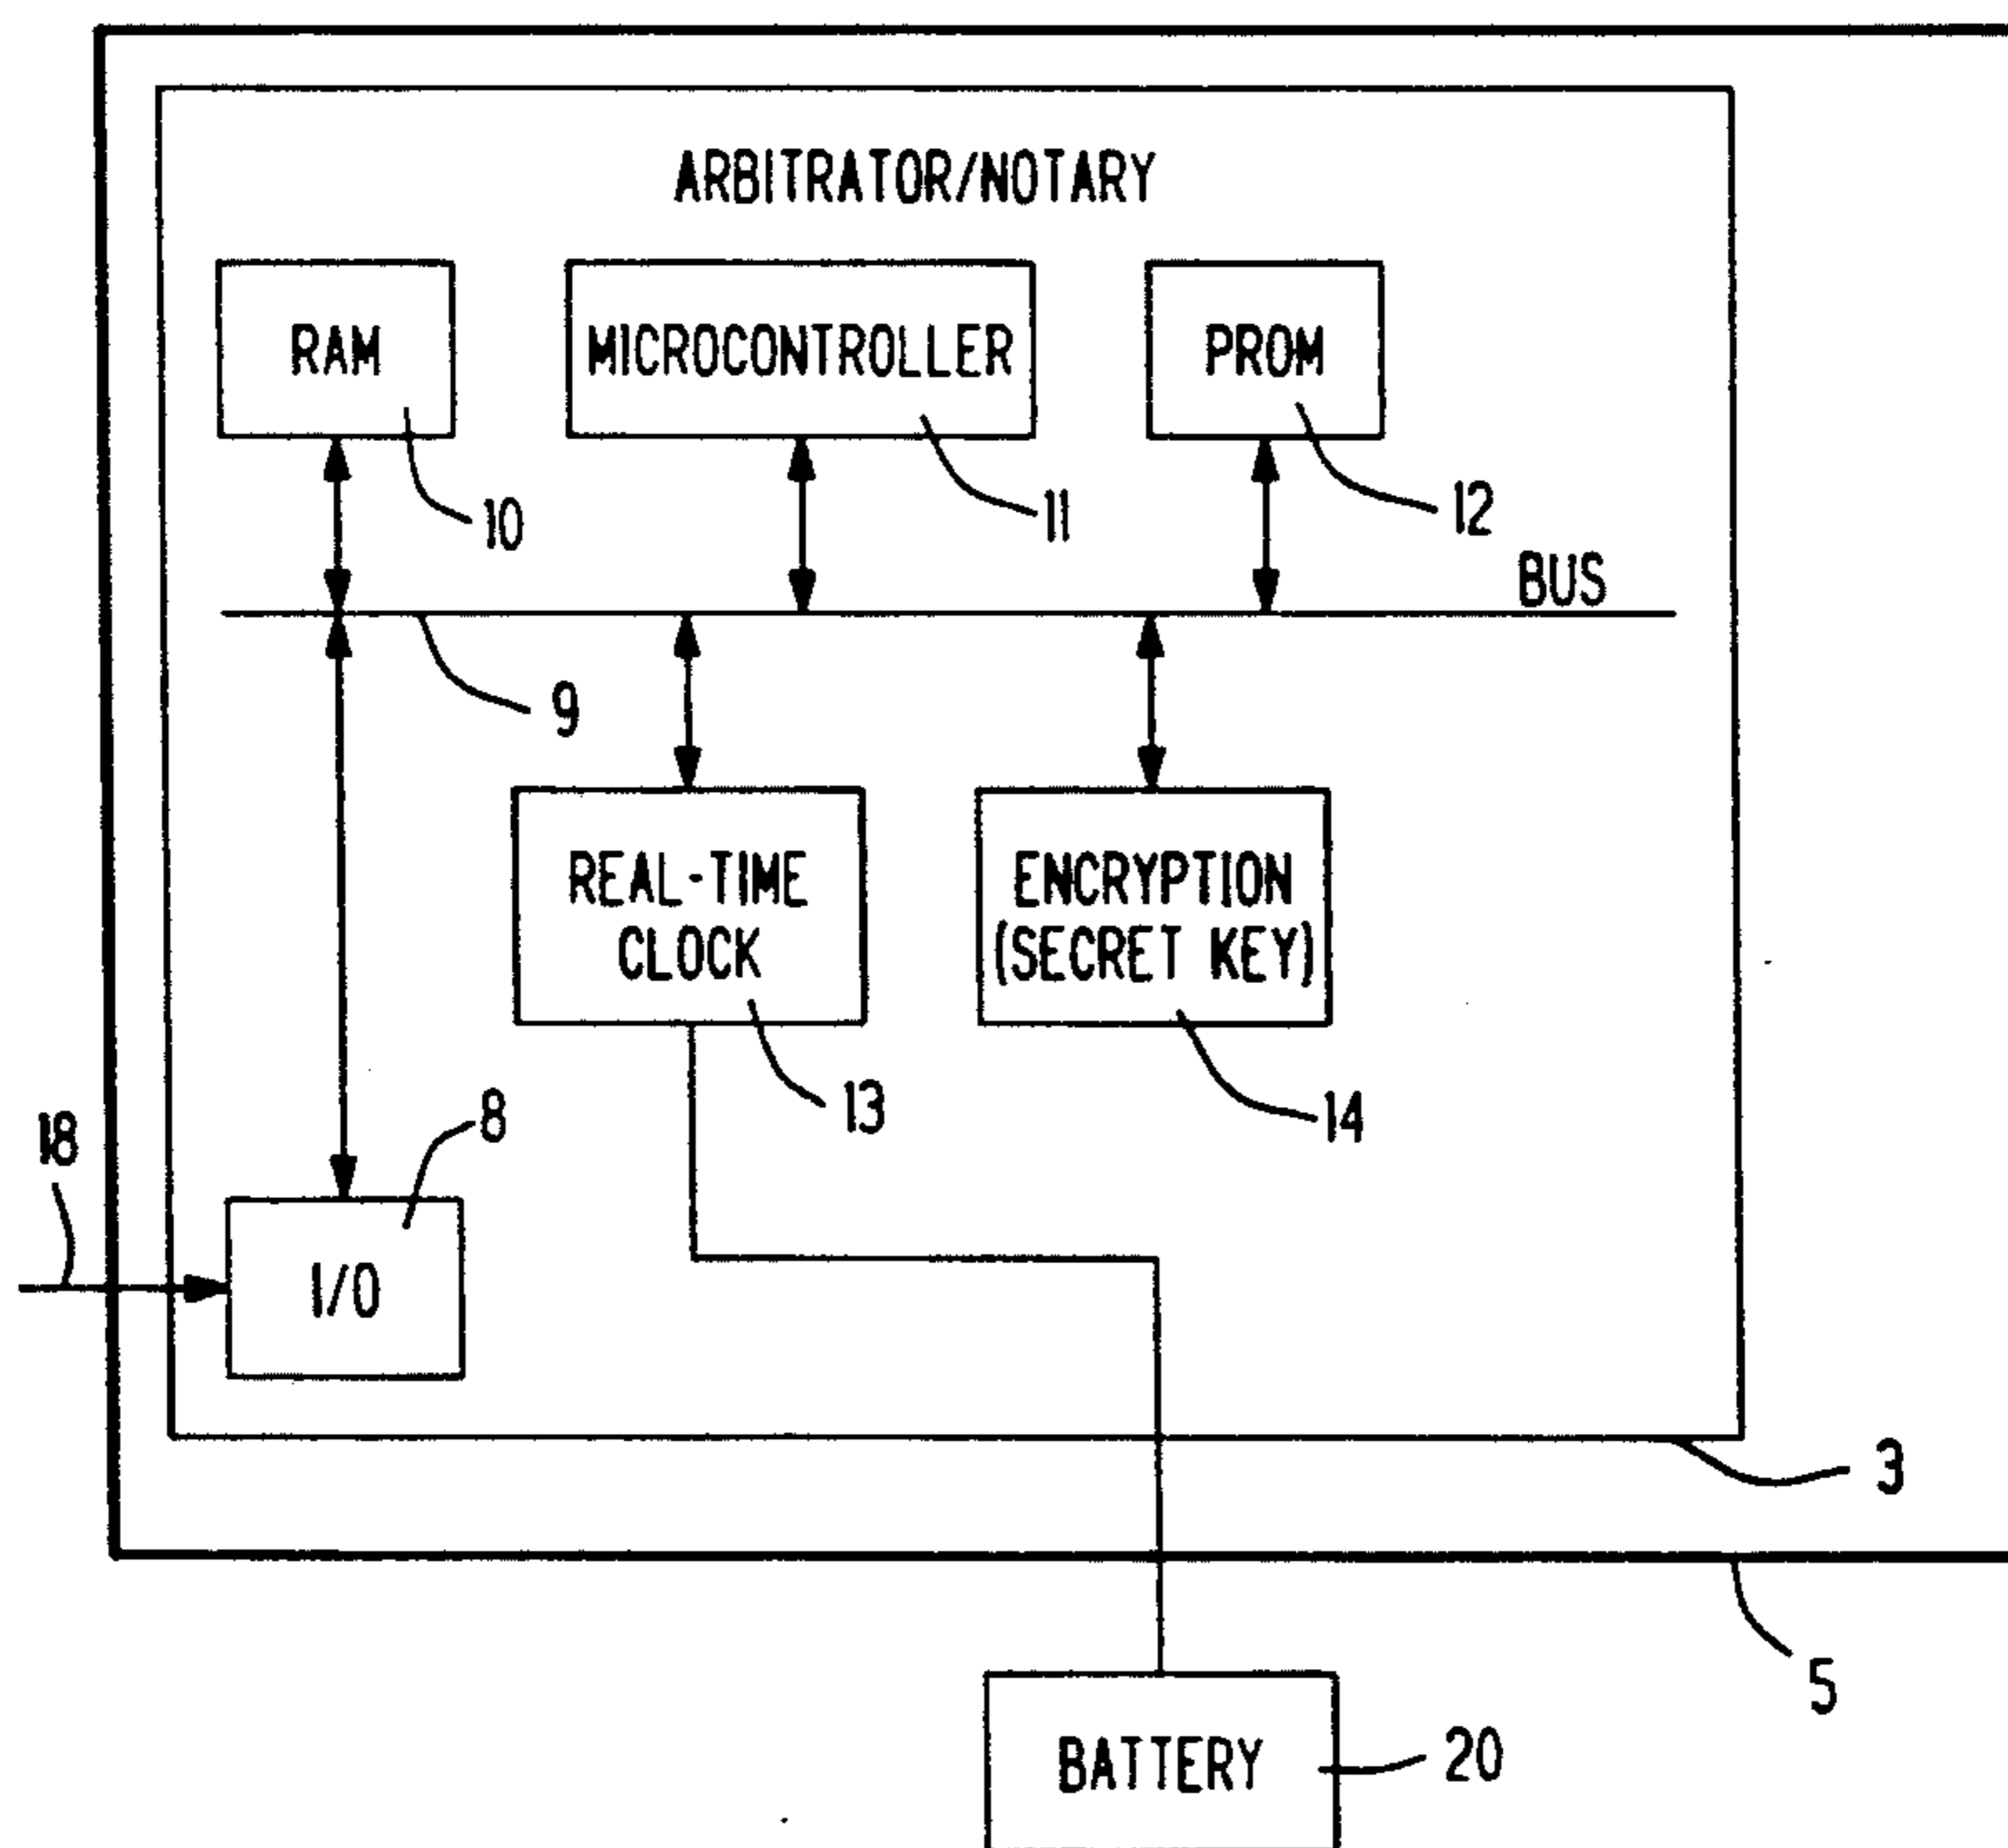 ARBITRATOR/NOTARY
RAM
MICROCONTROLLER
PROM
10
11
12
BUS
9
REAL-TIME
CLOCK
ENCRYPTION
(SECRET KEY)
13
14
18
8
I/O
3
5
BATTERY
20